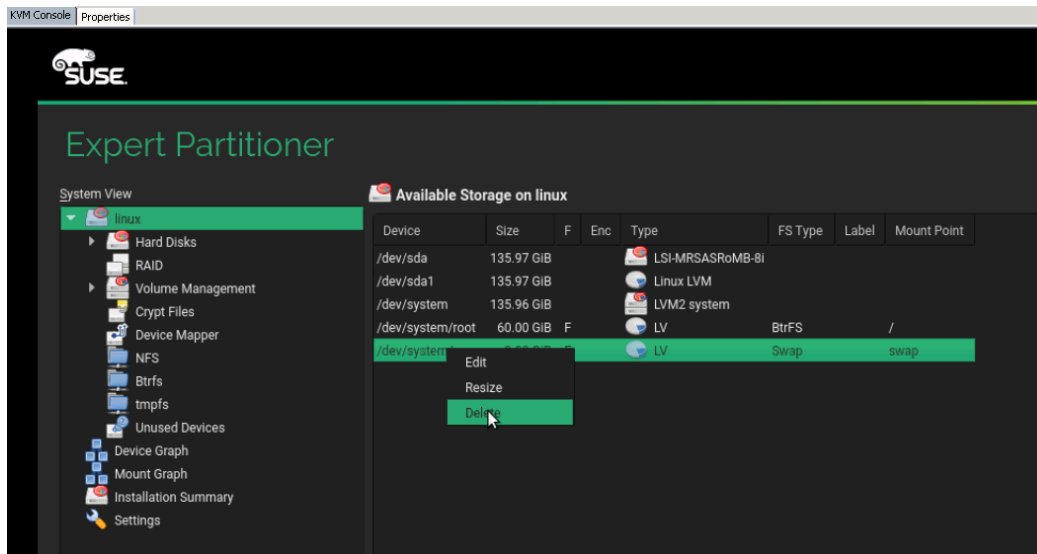 KVM Console Properties
SUSE.
Expert Partitioner
System View
linux
Hard Disks
RAID
Volume Management
Crypt Files
Device Mapper
NFS
Btrfs
tmpfs
Unused Devices
Device Graph
Mount Graph
Installation Summary
Settings
Available Storage on linux
Device Size F Enc Type FS Type Label Mount Point
/dev/sda 135.97 GiB LSI-MRSASRoMB-8i
/dev/sda1 135.97 GiB Linux LVM
/dev/system 135.96 GiB LVM2 system
/dev/system/root 60.00 GiB F LV BtrFS /
/dev/system LV Swap swap
Edit
Resize
Delete